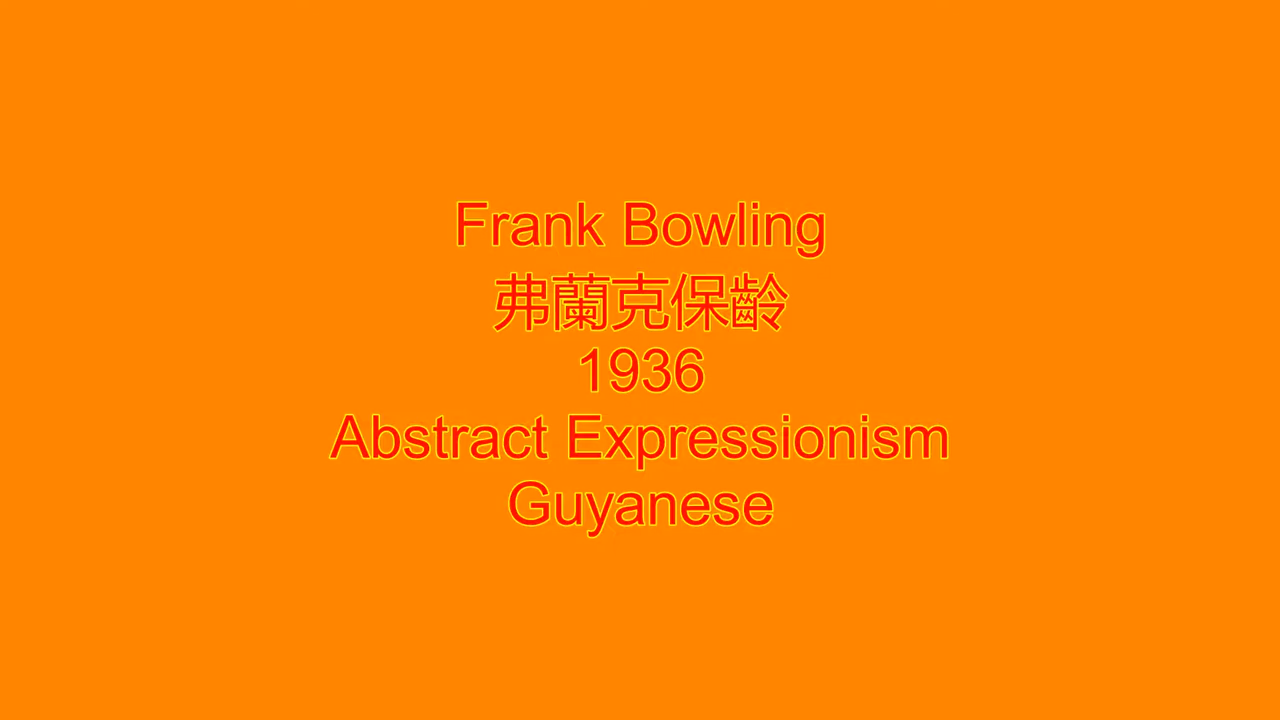 Frank Bowling
弗蘭克保齡
1936
Abstract Expressionism
Guyanese